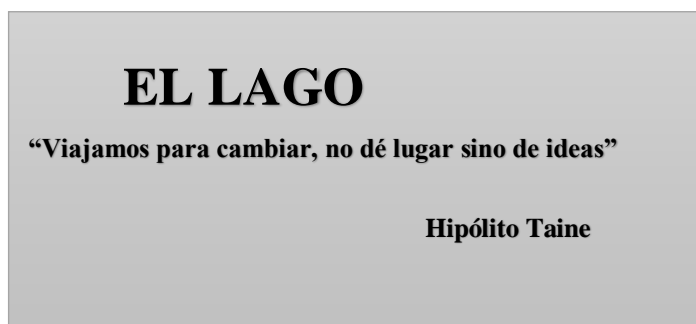 EL LAGO
“Viajamos para cambiar, no dé lugar sino de ideas”
Hipólito Taine